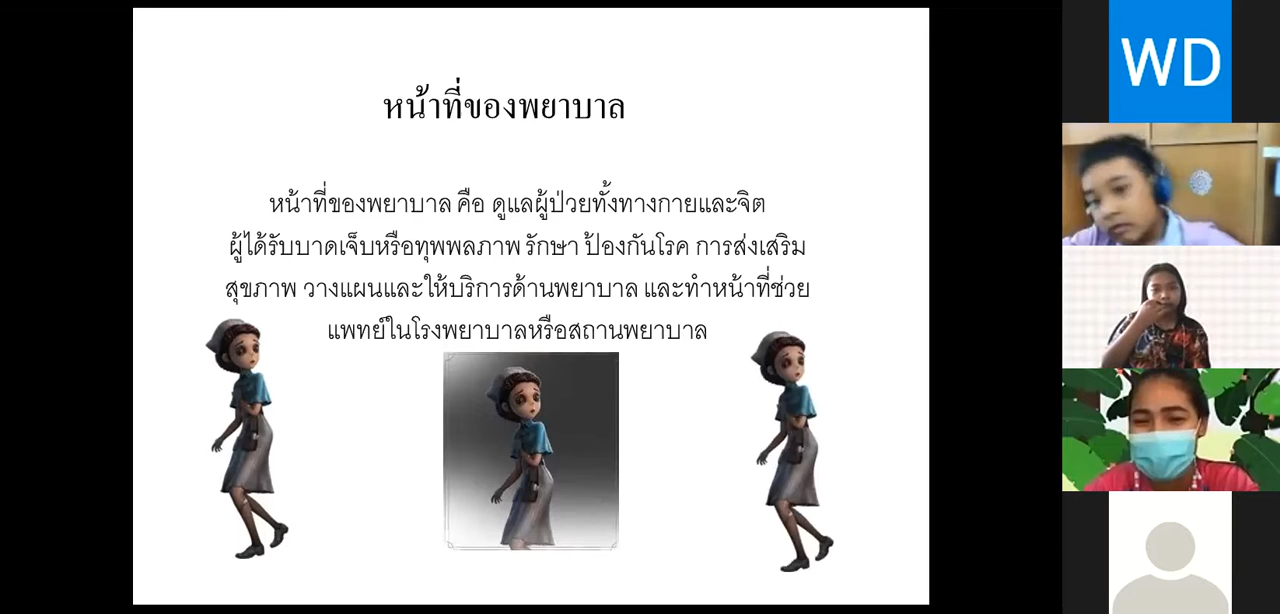 หน้าที่ของพยาบาล
หน้าที่ของพยาบาล คือ ดูแลผู้ป่วยทั้งทางกายและจิต
ผู้ได้รับบาดเจ็บหรือทุพพลภาพ รักษา ป้องกันโรค การส่งเสริม
สุขภาพ วางแผนและให้บริการด้านพยาบาล และทำหน้าที่ช่วย
แพทย์ในโรงพยาบาลหรือสถานพยาบาล
WD